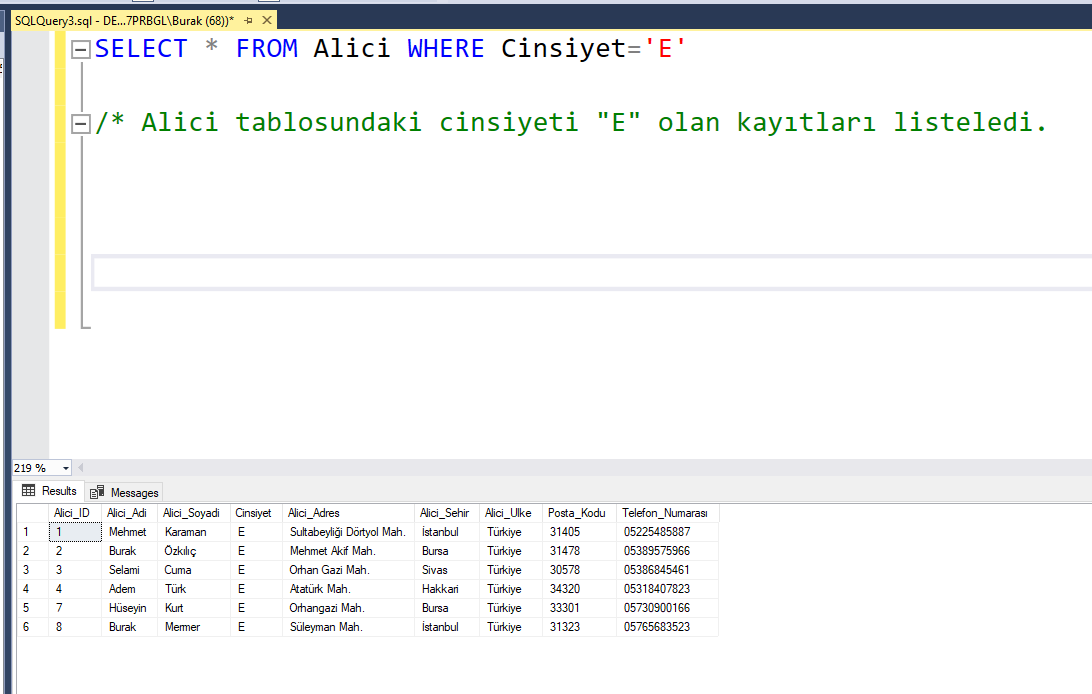 SQLQuery3.sql - DE...7PRBGL\Burak (68))*
SELECT * FROM Alici WHERE Cinsiyet='E'
/* Alici tablosundaki cinsiyeti "E" olan kayıtları listeledi.
219 %
Results Messages
Alici_ID Alici_Adi Alici_Soyadi Cinsiyet Alici_Adres Alici_Sehir Alici_Ulke Posta_Kodu Telefon_Numarası
1 1 Mehmet Karaman E Sultabeyliği Dörtyol Mah. İstanbul Türkiye 31405 05225485887
2 2 Burak Özkılıç E Mehmet Akif Mah. Bursa Türkiye 31478 05389575966
3 3 Selami Cuma E Orhan Gazi Mah. Sivas Türkiye 30578 05386845461
4 4 Adem Türk E Atatürk Mah. Hakkari Türkiye 34320 05318407823
5 7 Hüseyin Kurt E Orhangazi Mah. Bursa Türkiye 33301 05730900166
6 8 Burak Mermer E Süleyman Mah. İstanbul Türkiye 31323 05765683523